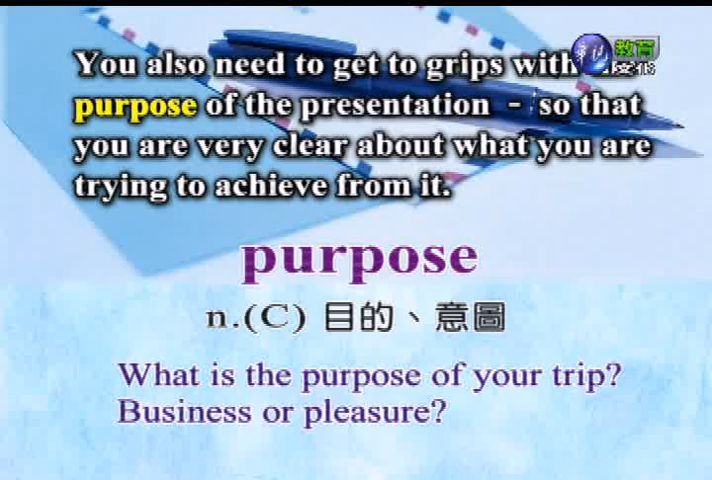 You also need to get to grips with
purpose of the presentation - so that
you are very clear about what you are
trying to achieve from it.
華視
教育
purpose
n.(C) 目的、意圖
What is the purpose of your trip?
Business or pleasure?